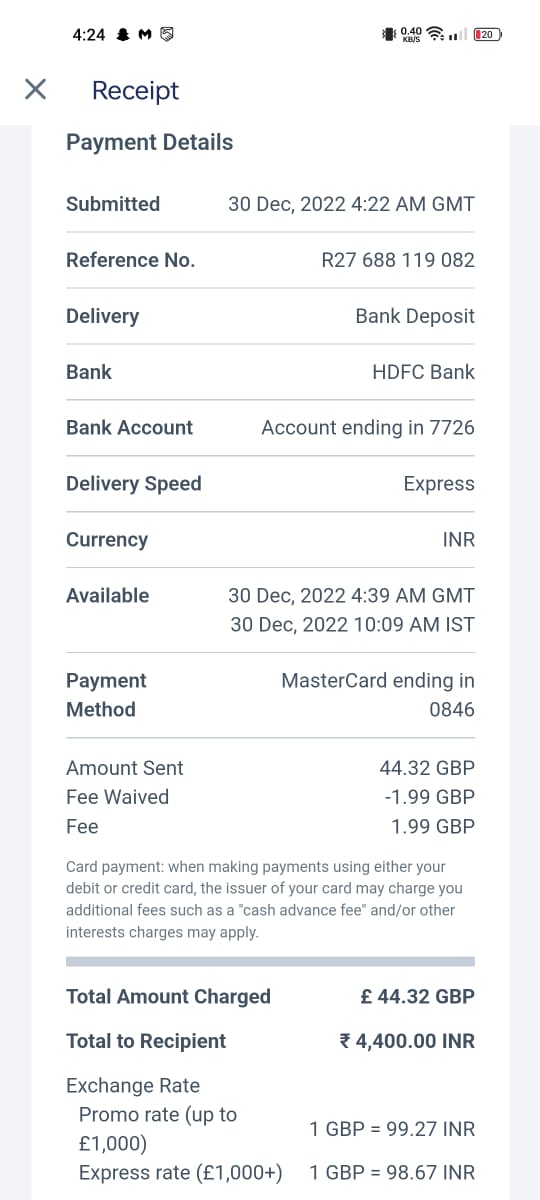 4:24
0.40
KB/S
20
Receipt
Payment Details
Submitted 30 Dec, 2022 4:22 AM GMT
Reference No. R27 688 119 082
Delivery Bank Deposit
Bank HDFC Bank
Bank Account Account ending in 7726
Delivery Speed Express
Currency INR
Available 30 Dec, 2022 4:39 AM GMT
30 Dec, 2022 10:09 AM IST
Payment MasterCard ending in
Method 0846
Amount Sent 44.32 GBP
Fee Waived -1.99 GBP
Fee 1.99 GBP
Card payment: when making payments using either your
debit or credit card, the issuer of your card may charge you
additional fees such as a "cash advance fee" and/or other
interests charges may apply.
Total Amount Charged £ 44.32 GBP
Total to Recipient ₹ 4,400.00 INR
Exchange Rate
Promo rate (up to
£1,000) 1 GBP = 99.27 INR
Express rate (£1,000+) 1 GBP = 98.67 INR